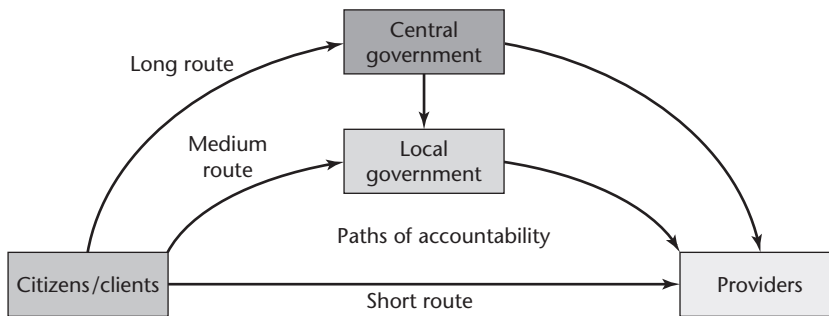 Central
government
Long route
Medium
route
Local
government
Paths of accountability
Citizens/clients
Providers
Short route